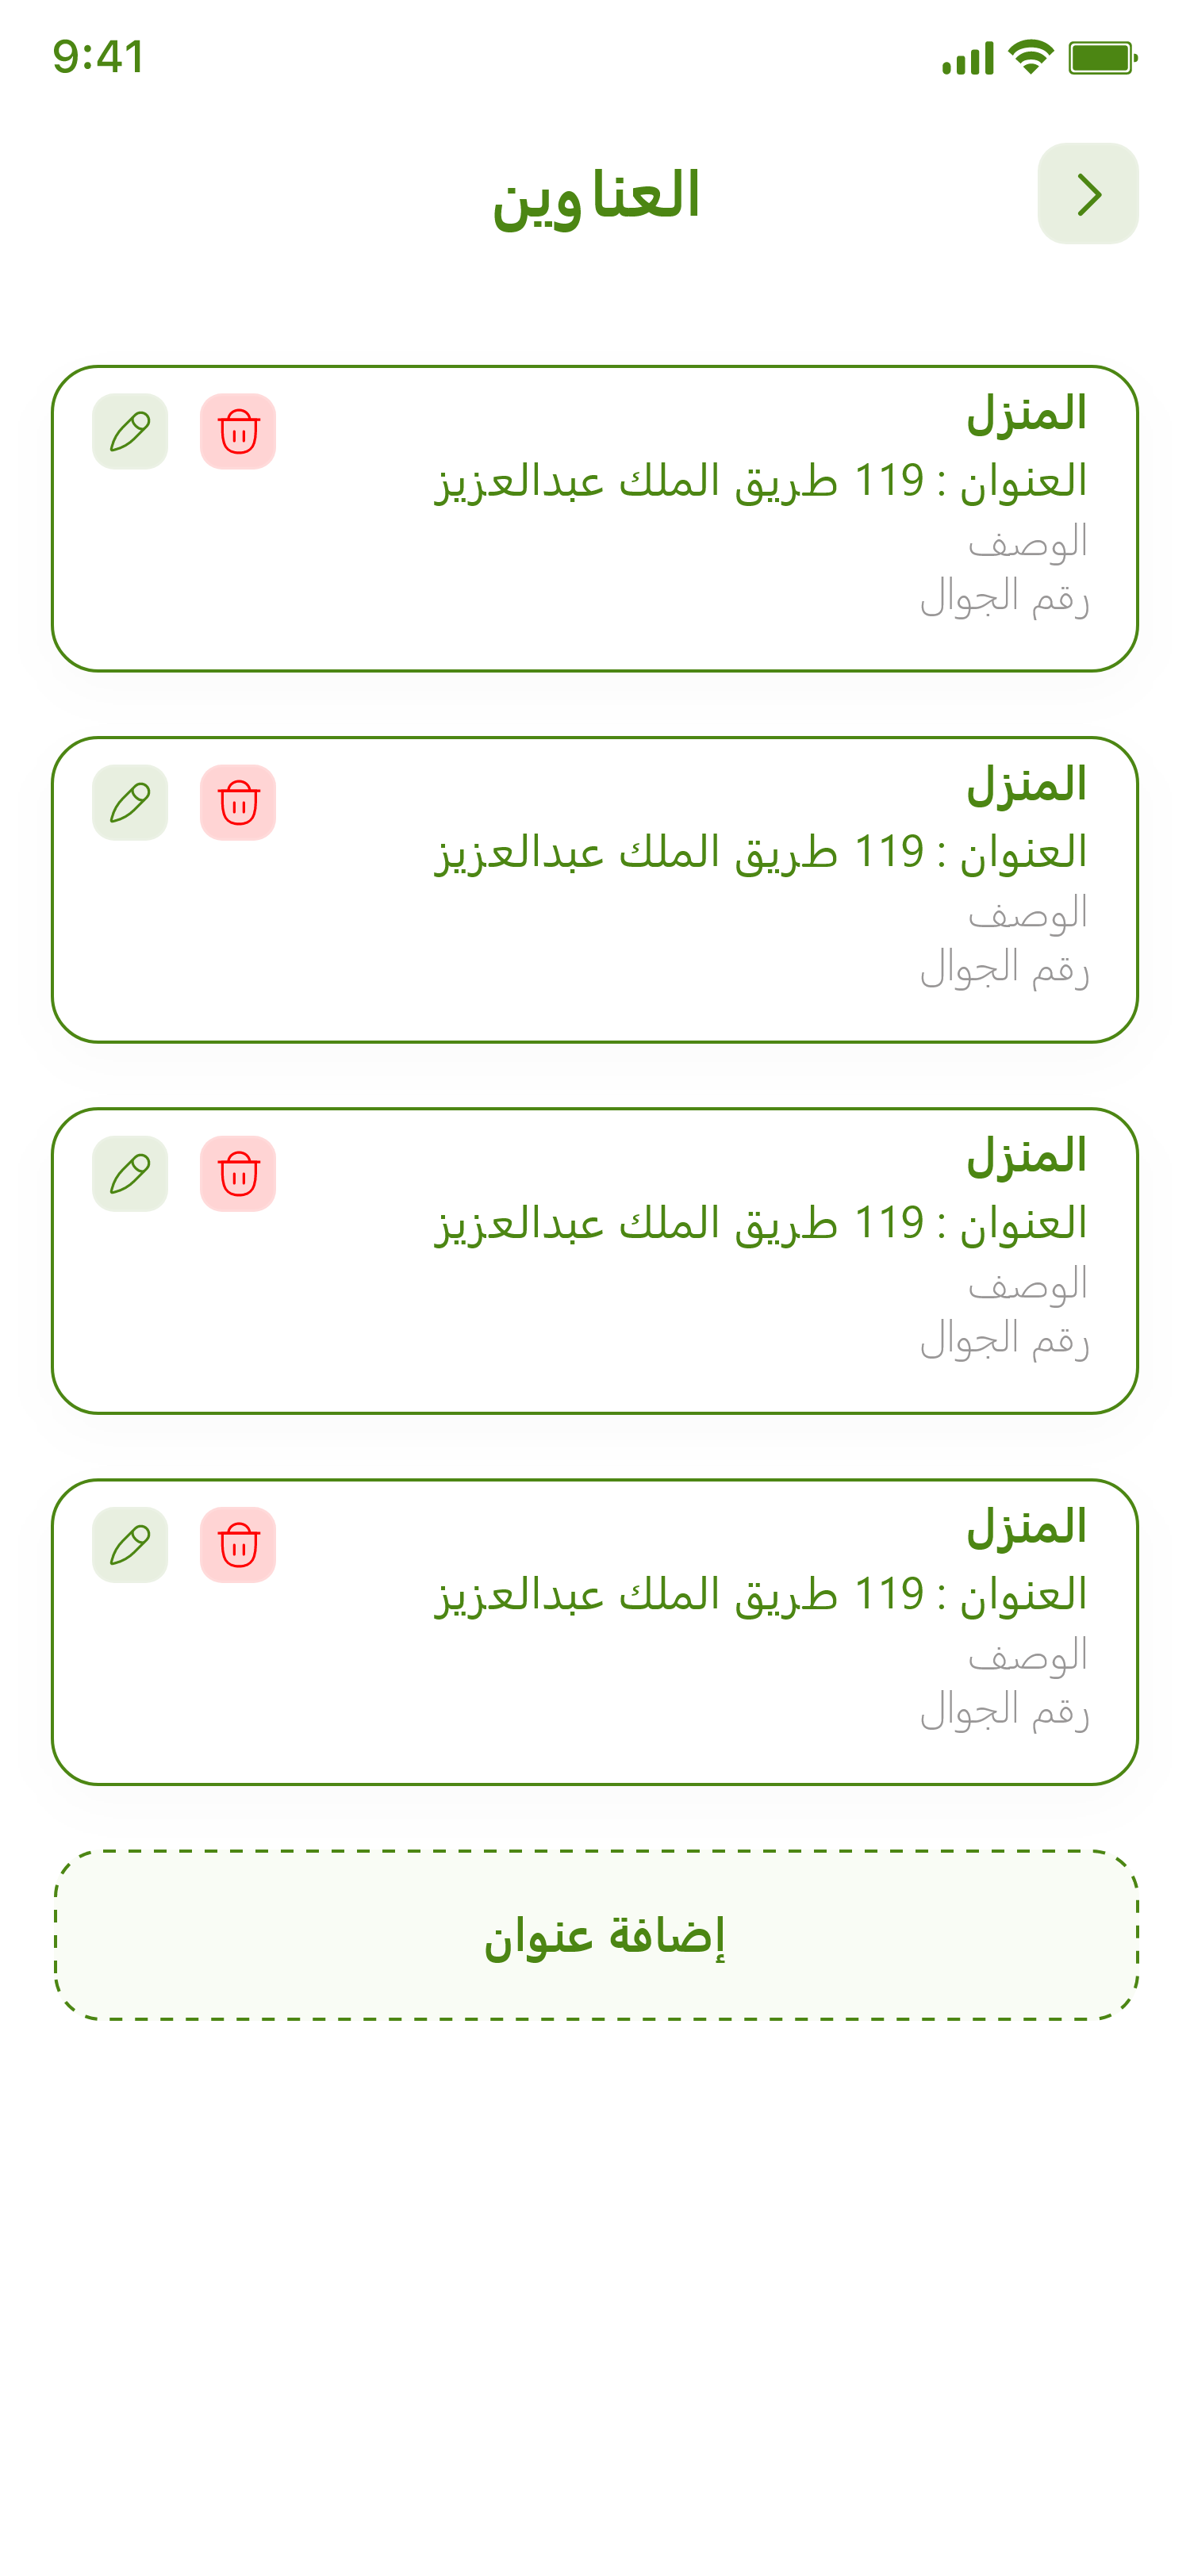 9:41
العناوين
المنزل
العنوان : 119 طريق الملك عبدالعزيز
الوصف
رقم الجوال
المنزل
العنوان : 119 طريق الملك عبدالعزيز
الوصف
رقم الجوال
المنزل
العنوان : 119 طريق الملك عبدالعزيز
الوصف
رقم الجوال
المنزل
العنوان : 119 طريق الملك عبدالعزيز
الوصف
رقم الجوال
إضافة عنوان